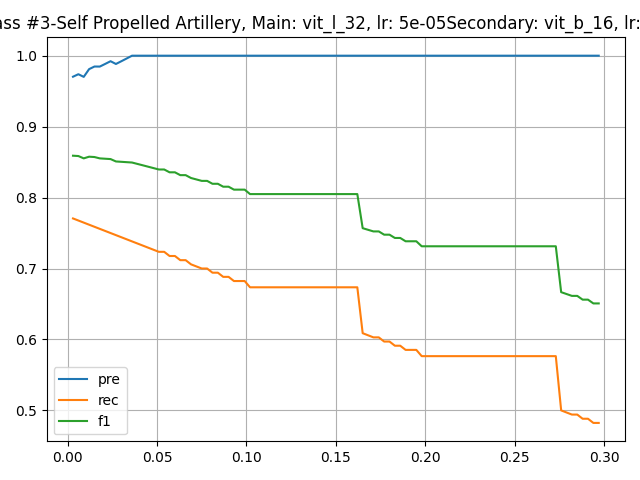 ass #3-Self Propelled Artillery, Main: vit_l_32, lr: 5e-05Secondary: vit_b_16, lr:
1.0
0.9
0.8
0.7
0.6
0.5
pre
rec
f1
0.00 0.05 0.10 0.15 0.20 0.25 0.30